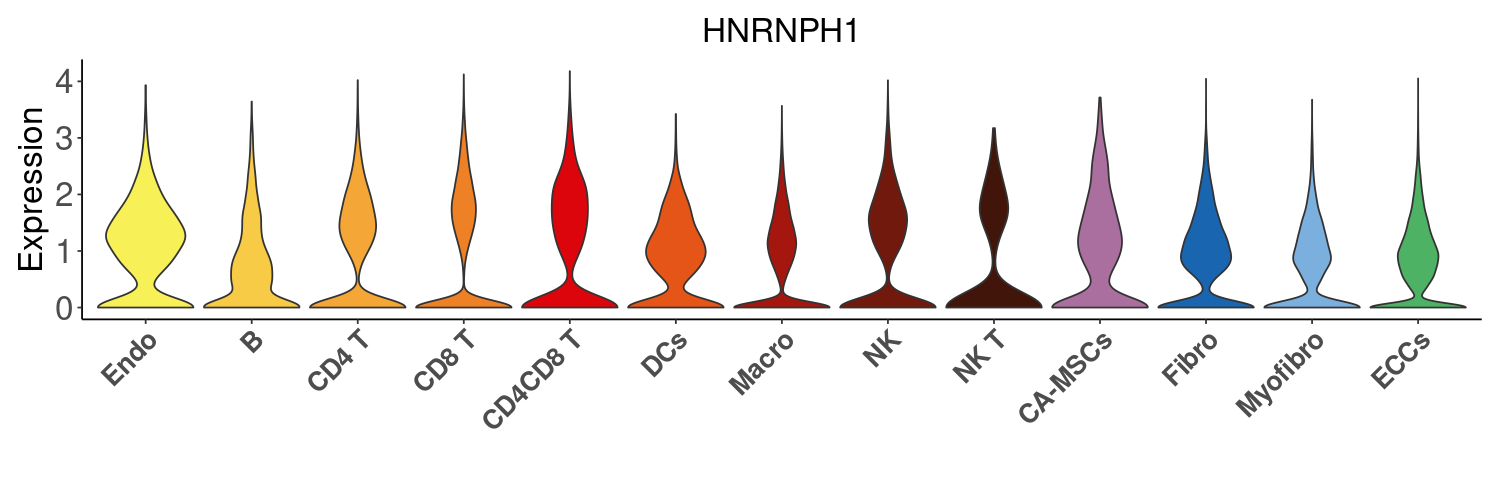 HNRNPH1
Expression
4
3
2
1
0
Endo
B
CD4 T
CD8 T
CD4CD8 T
DCs
Macro
NK
NK T
CA-MSCs
Fibro
Myofibro
ECCs